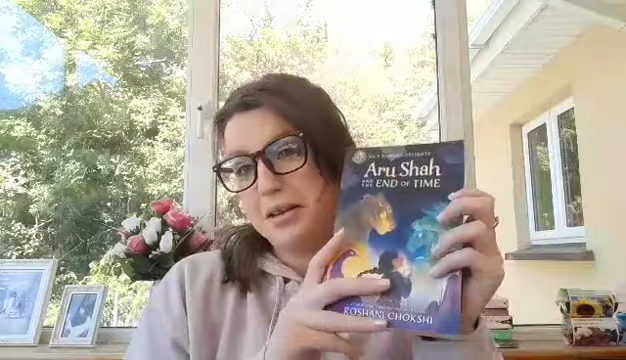 Aru Shah
AND THE END OF TIME
ROSHANI CHOKSHI